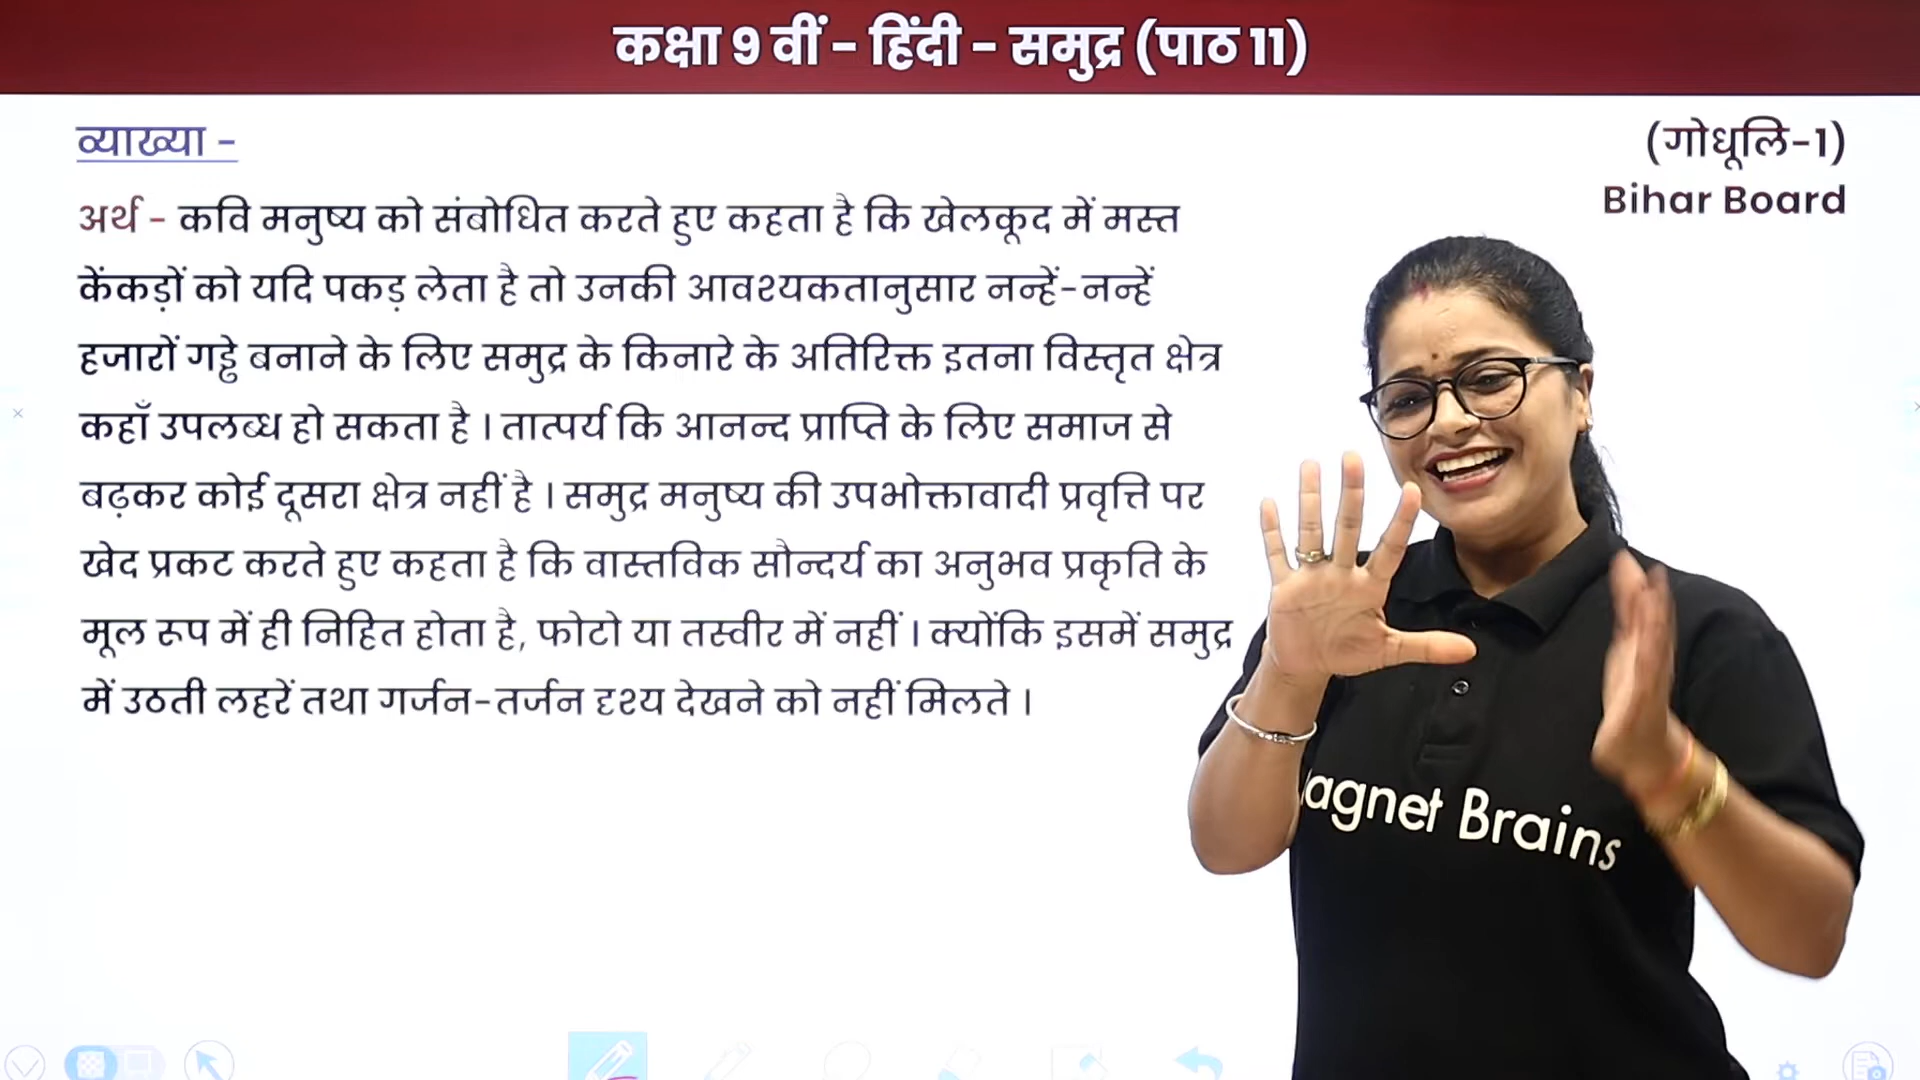 कक्षा 9 वीं - हिंदी - समुद्र (पाठ 11)
व्याख्या -
(गोधूलि-1)
Bihar Board
अर्थ - कवि मनुष्य को संबोधित करते हुए कहता है कि खेलकूद में मस्त
केंकड़ों को यदि पकड़ लेता है तो उनकी आवश्यकतानुसार नन्हें-नन्हें
हजारों गड्ढे बनाने के लिए समुद्र के किनारे के अतिरिक्त इतना विस्तृत क्षेत्र
कहाँ उपलब्ध हो सकता है । तात्पर्य कि आनन्द प्राप्ति के लिए समाज से
बढ़कर कोई दूसरा क्षेत्र नहीं है । समुद्र मनुष्य की उपभोक्तावादी प्रवृत्ति पर
खेद प्रकट करते हुए कहता है कि वास्तविक सौन्दर्य का अनुभव प्रकृति के
मूल रूप में ही निहित होता है, फोटो या तस्वीर में नहीं । क्योंकि इसमें समुद्र
में उठती लहरें तथा गर्जन-तर्जन दृश्य देखने को नहीं मिलते ।
agnet Brains